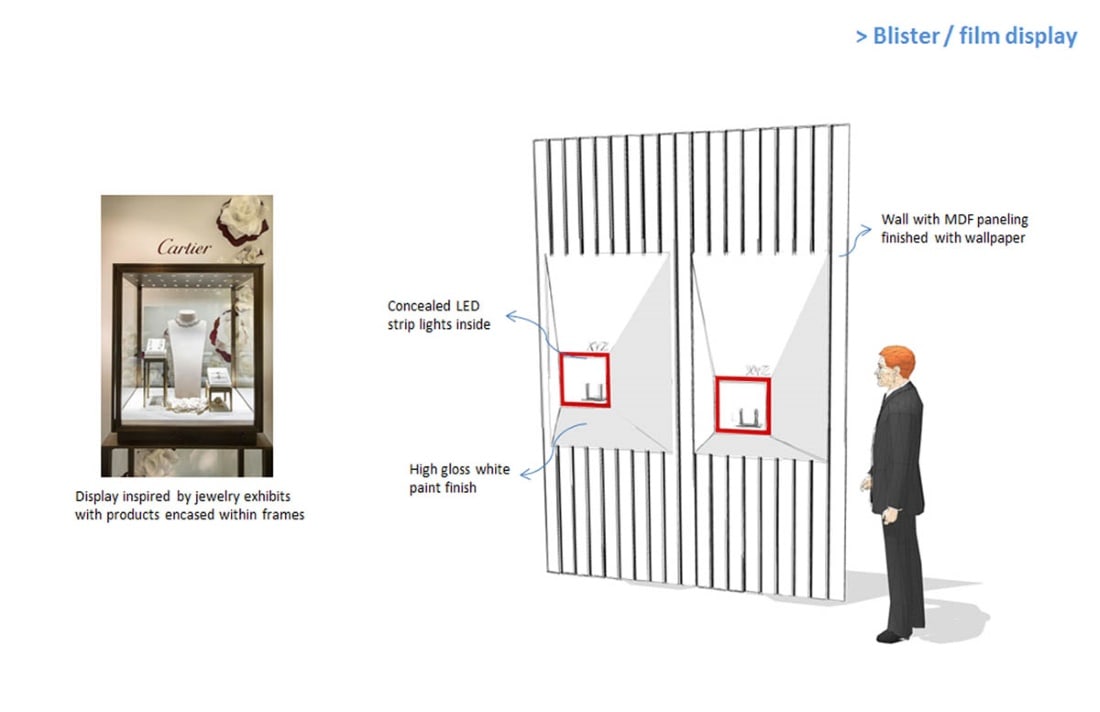 > Blister / film display
Cartier
Display inspired by jewelry exhibits
with products encased within frames
Concealed LED
strip lights inside
High gloss white
paint finish
XYZ
XYZ
Wall with MDF paneling
finished with wallpaper